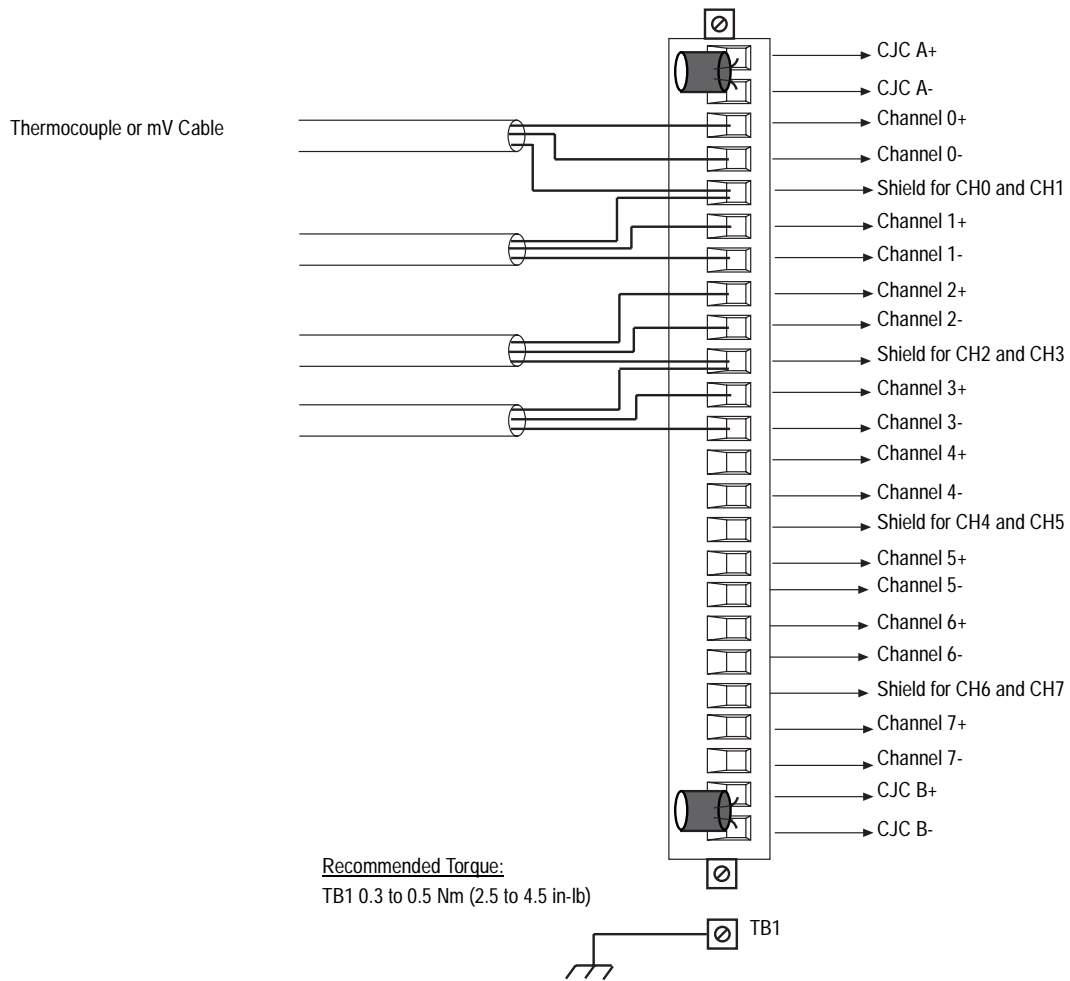 CJC A+
CJC A-
Thermocouple or mV Cable
Channel 0+
Channel 0-
Shield for CH0 and CH1
Channel 1+
Channel 1-
Channel 2+
Channel 2-
Shield for CH2 and CH3
Channel 3+
Channel 3-
Channel 4+
Channel 4-
Shield for CH4 and CH5
Channel 5+
Channel 5-
Channel 6+
Channel 6-
Shield for CH6 and CH7
Channel 7+
Channel 7-
CJC B+
CJC B-
Recommended Torque:
TB1 0.3 to 0.5 Nm (2.5 to 4.5 in-lb)
TB1